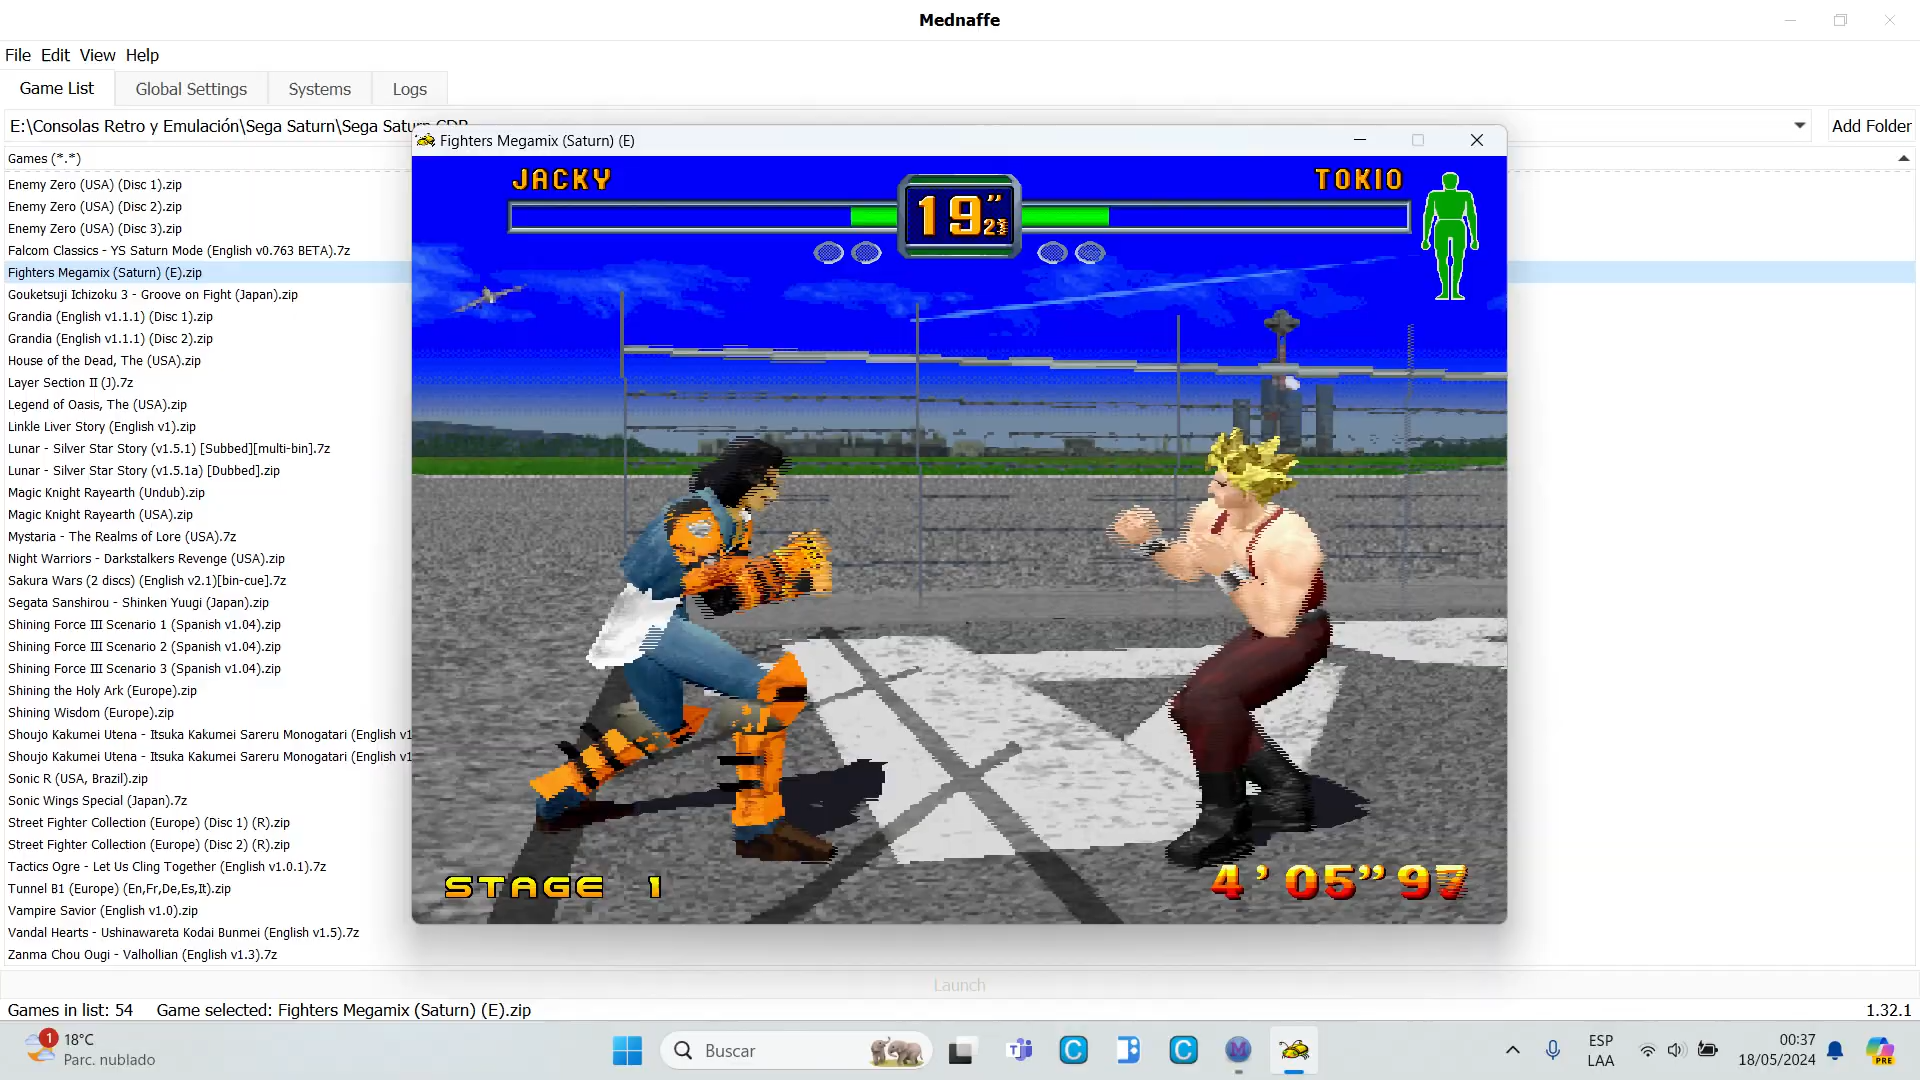 Mednaffe
File Edit View Help
Game List Global Settings Systems Logs
E:\Consolas Retro y Emulación\Sega Saturn\Sega Saturn CDR
Add Folder
Games (*.*)
Enemy Zero (USA) (Disc 1).zip
Enemy Zero (USA) (Disc 2).zip
Enemy Zero (USA) (Disc 3).zip
Falcom Classics - YS Saturn Mode (English v0.763 BETA).7z
Fighters Megamix (Saturn) (E).zip
Gouketsuji Ichizoku 3 - Groove on Fight (Japan).zip
Grandia (English v1.1.1) (Disc 1).zip
Grandia (English v1.1.1) (Disc 2).zip
House of the Dead, The (USA).zip
Layer Section II (J).7z
Legend of Oasis, The (USA).zip
Linkle Liver Story (English v1).zip
Lunar - Silver Star Story (v1.5.1) [Subbed][multi-bin].7z
Lunar - Silver Star Story (v1.5.1a) [Dubbed].zip
Magic Knight Rayearth (Undub).zip
Magic Knight Rayearth (USA).zip
Mystaria - The Realms of Lore (USA).7z
Night Warriors - Darkstalkers Revenge (USA).zip
Sakura Wars (2 discs) (English v2.1)[bin-cue].7z
Segata Sanshirou - Shinken Yuugi (Japan).zip
Shining Force III Scenario 1 (Spanish v1.04).zip
Shining Force III Scenario 2 (Spanish v1.04).zip
Shining Force III Scenario 3 (Spanish v1.04).zip
Shining the Holy Ark (Europe).zip
Shining Wisdom (Europe).zip
Shoujo Kakumei Utena - Itsuka Kakumei Sareru Monogatari (English v1
Shoujo Kakumei Utena - Itsuka Kakumei Sareru Monogatari (English v1
Sonic R (USA, Brazil).zip
Sonic Wings Special (Japan).7z
Street Fighter Collection (Europe) (Disc 1) (R).zip
Street Fighter Collection (Europe) (Disc 2) (R).zip
Tactics Ogre - Let Us Cling Together (English v1.0.1).7z
Tunnel B1 (Europe) (En,Fr,De,Es,It).zip
Vampire Savior (English v1.0).zip
Vandal Hearts - Ushinawareta Kodai Bunmei (English v1.5).7z
Zanma Chou Ougi - Valhollian (English v1.3).7z
Fighters Megamix (Saturn) (E)
JACKY
19"
TOKIO
STAGE 1
4'05"97
Launch
Games in list: 54 Game selected: Fighters Megamix (Saturn) (E).zip
1.32.1
1
18°C
Parc. nublado
Buscar
ESP
LAA
00:37
18/05/2024
PRE